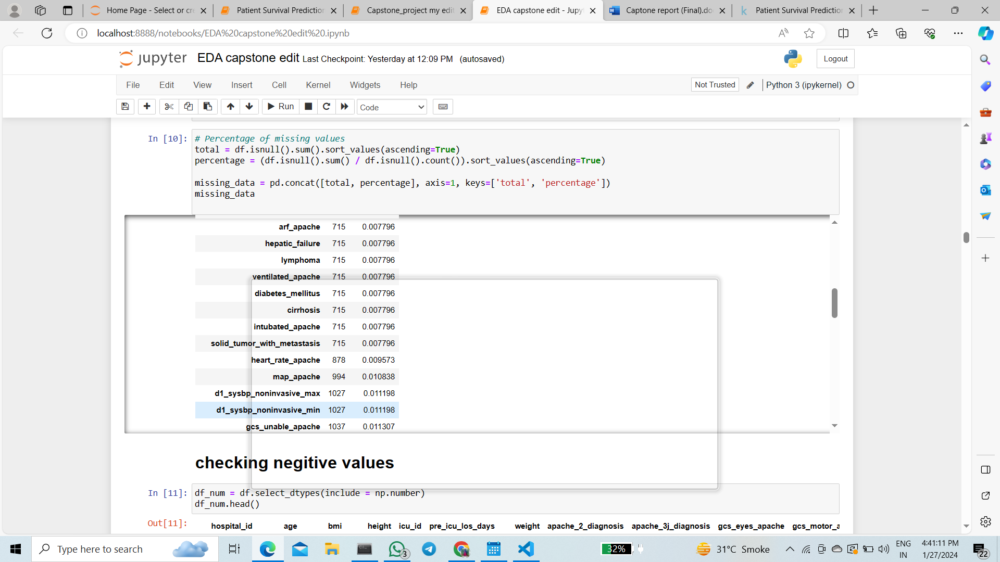 Home Page - Select or cre
Patient Survival Prediction
Capstone_project my edit
EDA capstone edit - Jupyt
Captone report (Final).do
Patient Survival Prediction
localhost:8888/notebooks/EDA%20capstone%20edit%20.ipynb
jupyter EDA capstone edit Last Checkpoint: Yesterday at 12:09 PM (autosaved)
Logout
File Edit View Insert Cell Kernel Widgets Help
Not Trusted
Python 3 (ipykernel)
Run
Code
In [10]:
# Percentage of missing values
total = df.isnull().sum().sort_values(ascending=True)
percentage = (df.isnull().sum() / df.isnull().count()).sort_values(ascending=True)
missing_data = pd.concat([total, percentage], axis=1, keys=['total', 'percentage'])
missing_data
arf_apache 715 0.007796
hepatic_failure 715 0.007796
lymphoma 715 0.007796
ventilated_apache 715 0.007796
diabetes_mellitus 715 0.007796
cirrhosis 715 0.007796
intubated_apache 715 0.007796
solid_tumor_with_metastasis 715 0.007796
heart_rate_apache 878 0.009573
map_apache 994 0.010838
d1_sysbp_noninvasive_max 1027 0.011198
d1_sysbp_noninvasive_min 1027 0.011198
gcs_unable_apache 1037 0.011307
checking negitive values
In [11]:
df_num = df.select_dtypes(include = np.number)
df_num.head()
Out[11]:
hospital_id age bmi height icu_id pre_icu_los_days weight apache_2_diagnosis apache_3j_diagnosis gcs_eyes_apache gcs_motor_a
Type here to search
3
32%
31°C Smoke
ENG
IN
4:41:11 PM
1/27/2024
22